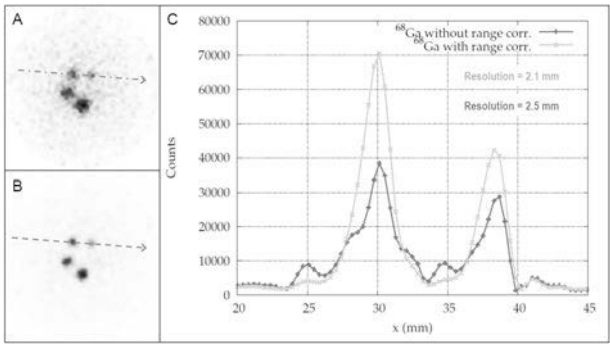 A
B
C
80000
70000
60000
50000
40000
30000
20000
10000
0
Counts
20
25
30
35
40
45
x (mm)
⁶⁸Ga without range corr.
⁶⁸Ga with range corr.
Resolution = 2.1 mm
Resolution = 2.5 mm